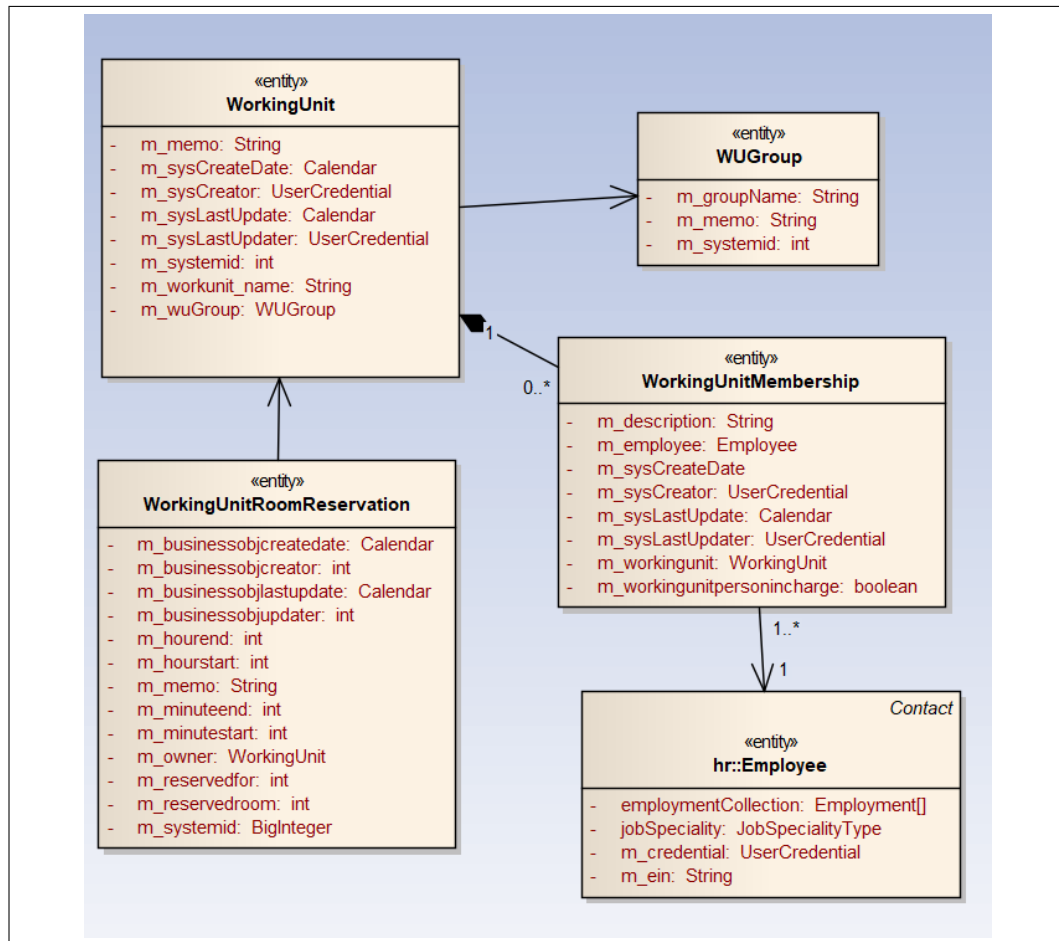 «entity»
WorkingUnit
- m_memo: String
- m_sysCreateDate: Calendar
- m_sysCreator: UserCredential
- m_sysLastUpdate: Calendar
- m_sysLastUpdater: UserCredential
- m_systemid: int
- m_workunit_name: String
- m_wuGroup: WUGroup
«entity»
WUGroup
- m_groupName: String
- m_memo: String
- m_systemid: int
1
0..*
«entity»
WorkingUnitMembership
- m_description: String
- m_employee: Employee
- m_sysCreateDate
- m_sysCreator: UserCredential
- m_sysLastUpdate: Calendar
- m_sysLastUpdater: UserCredential
- m_workingunit: WorkingUnit
- m_workingunitpersonincharge: boolean
«entity»
WorkingUnitRoomReservation
- m_businessobjcreatedate: Calendar
- m_businessobjcreator: int
- m_businessobjlastupdate: Calendar
- m_businessobjupdater: int
- m_hourend: int
- m_hourstart: int
- m_memo: String
- m_minuteend: int
- m_minutestart: int
- m_owner: WorkingUnit
- m_reservedfor: int
- m_reservedroom: int
- m_systemid: BigInteger
1..*
1
Contact
«entity»
hr::Employee
- employmentCollection: Employment[]
- jobSpeciality: JobSpecialityType
- m_credential: UserCredential
- m_ein: String